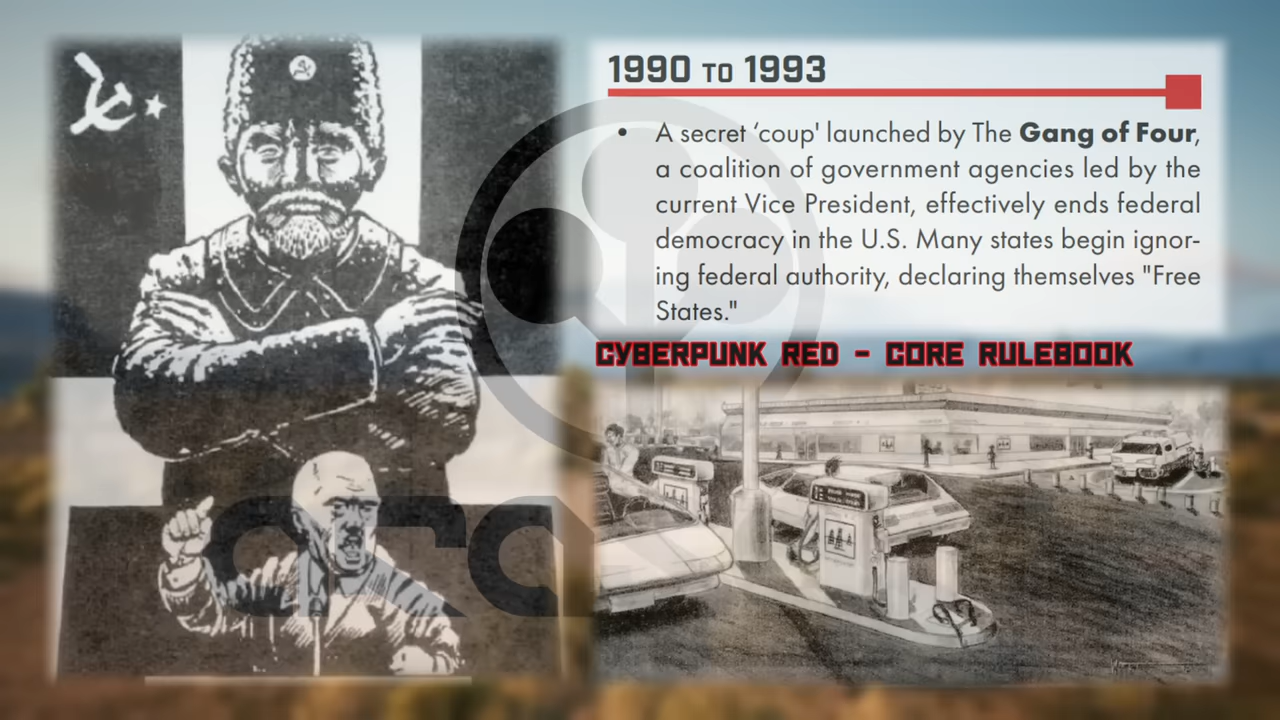 1990 TO 1993
• A secret ‘coup' launched by The Gang of Four,
a coalition of government agencies led by the
current Vice President, effectively ends federal
democracy in the U.S. Many states begin ignor-
ing federal authority, declaring themselves "Free
States."
CYBERPUNK RED - CORE RULEBOOK